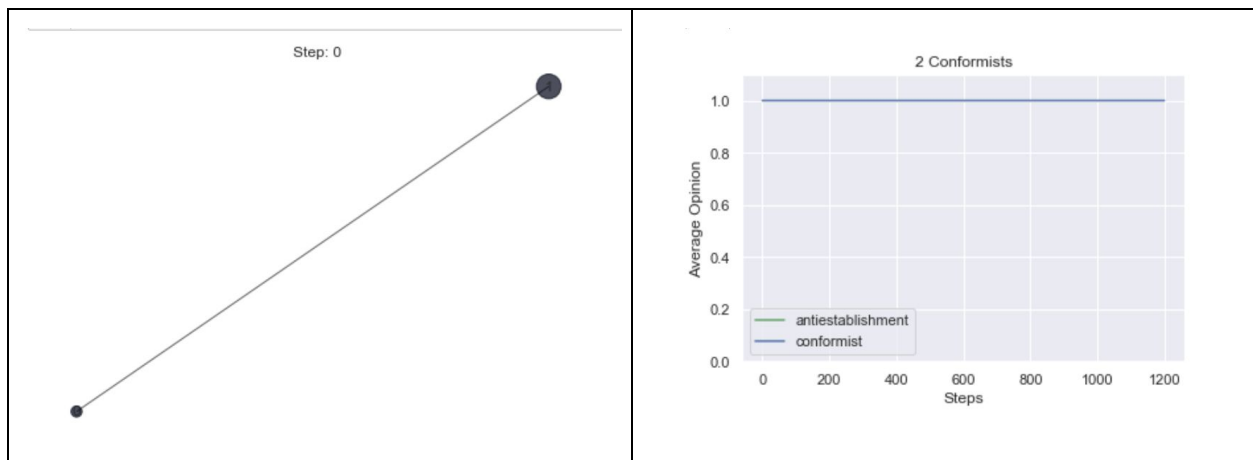 Step: 0
2 Conformists
Average Opinion
1.0
0.8
0.6
0.4
0.2
0.0
antiestablishment
conformist
0 200 400 600 800 1000 1200
Steps